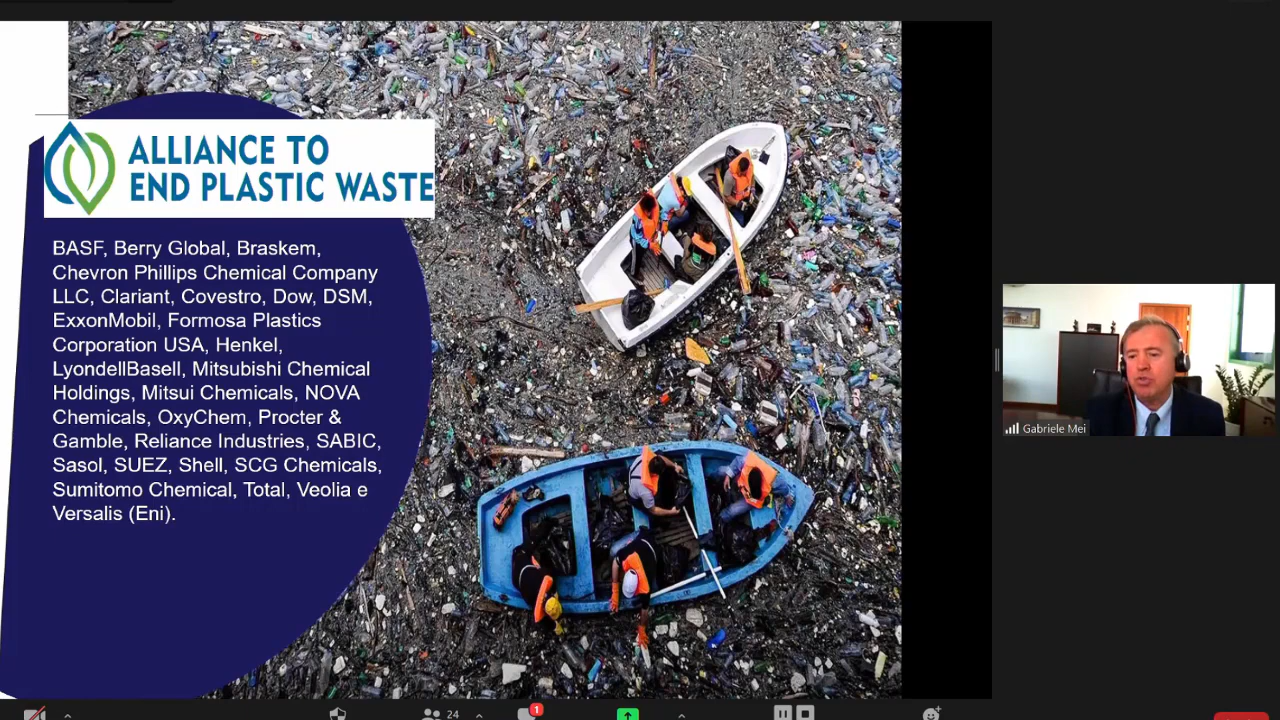 ALLIANCE TO
END PLASTIC WASTE
BASF, Berry Global, Braskem,
Chevron Phillips Chemical Company
LLC, Clariant, Covestro, Dow, DSM,
ExxonMobil, Formosa Plastics
Corporation USA, Henkel,
LyondellBasell, Mitsubishi Chemical
Holdings, Mitsui Chemicals, NOVA
Chemicals, OxyChem, Procter &
Gamble, Reliance Industries, SABIC,
Sasol, SUEZ, Shell, SCG Chemicals,
Sumitomo Chemical, Total, Veolia e
Versalis (Eni).
Gabriele Mei
24
1